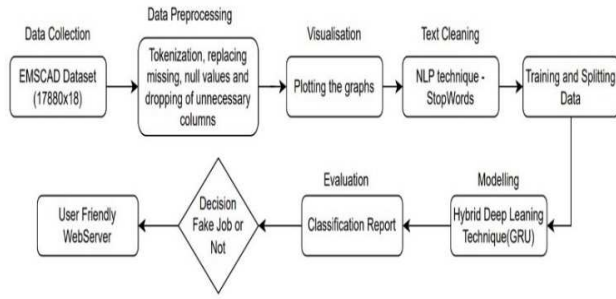 Data Collection
EMSCAD Dataset
(17880x18)
Data Preprocessing
Tokenization, replacing
missing, null values and
dropping of unnecessary
columns
Visualisation
Plotting the graphs
Text Cleaning
NLP technique -
StopWords
Training and Splitting
Data
Modelling
Hybrid Deep Leaning
Technique(GRU)
Evaluation
Classification Report
Decision
Fake Job or
Not
User Friendly
WebServer